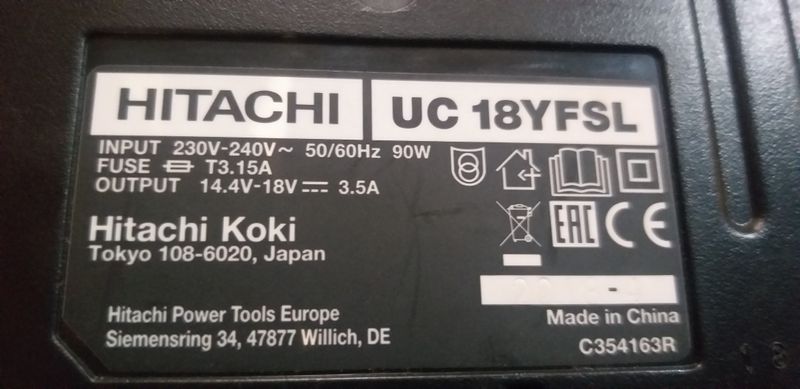 HITACHI
UC 18YFSL
INPUT 230V-240V~ 50/60Hz 90W
FUSE T3.15A
OUTPUT 14.4V-18V 3.5A
Hitachi Koki
Tokyo 108-6020, Japan
EAC CE
Hitachi Power Tools Europe
Siemensring 34, 47877 Willich, DE
Made in China
C354163R